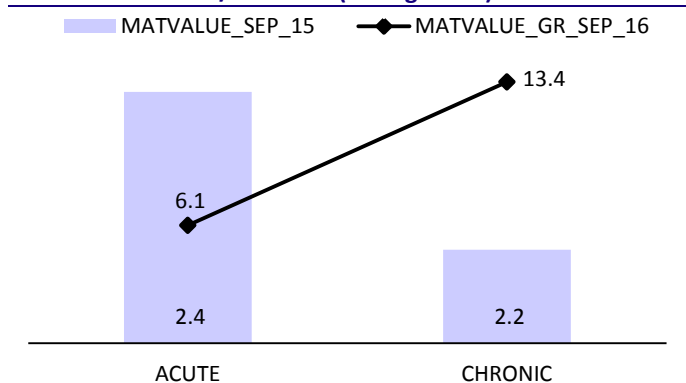 MATVALUE_SEP_15 MATVALUE_GR_SEP_16
13.4
6.1
2.4 2.2
ACUTE CHRONIC